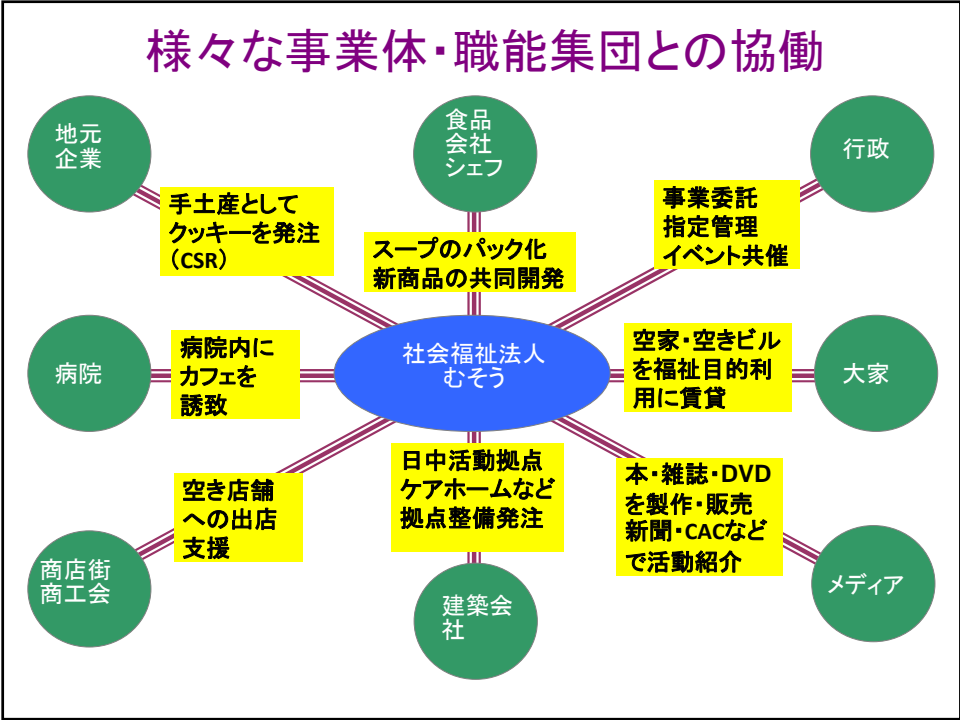 様々な事業体・職能集団との協働
地元
企業
食品
会社
シェフ
行政
手土産として
クッキーを発注
（CSR）
スープのパック化
新商品の共同開発
事業委託
指定管理
イベント共催
病院
病院内に
カフェを
誘致
社会福祉法人
むそう
空家・空きビル
を福祉目的利
用に賃貸
大家
空き店舗
への出店
支援
日中活動拠点
ケアホームなど
拠点整備発注
本・雑誌・DVD
を製作・販売
新聞・CACなど
で活動紹介
商店街
商工会
建築会
社
メディア